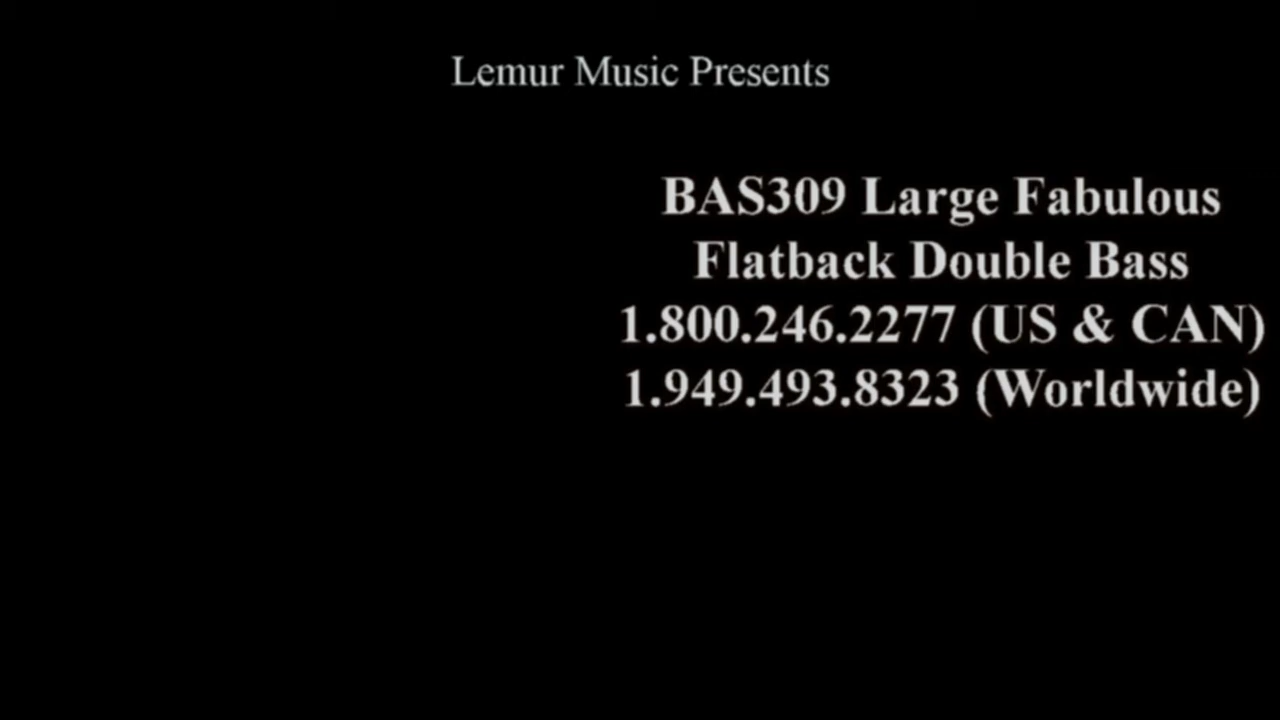 Lemur Music Presents
BAS309 Large Fabulous
Flatback Double Bass
1.800.246.2277 (US & CAN)
1.949.493.8323 (Worldwide)